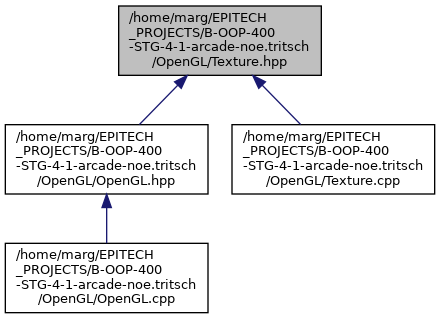 /home/marg/EPITECH
_PROJECTS/B-OOP-400
-STG-4-1-arcade-noe.tritsch
/OpenGL/Texture.hpp
/home/marg/EPITECH
_PROJECTS/B-OOP-400
-STG-4-1-arcade-noe.tritsch
/OpenGL/OpenGL.hpp
/home/marg/EPITECH
_PROJECTS/B-OOP-400
-STG-4-1-arcade-noe.tritsch
/OpenGL/Texture.cpp
/home/marg/EPITECH
_PROJECTS/B-OOP-400
-STG-4-1-arcade-noe.tritsch
/OpenGL/OpenGL.cpp